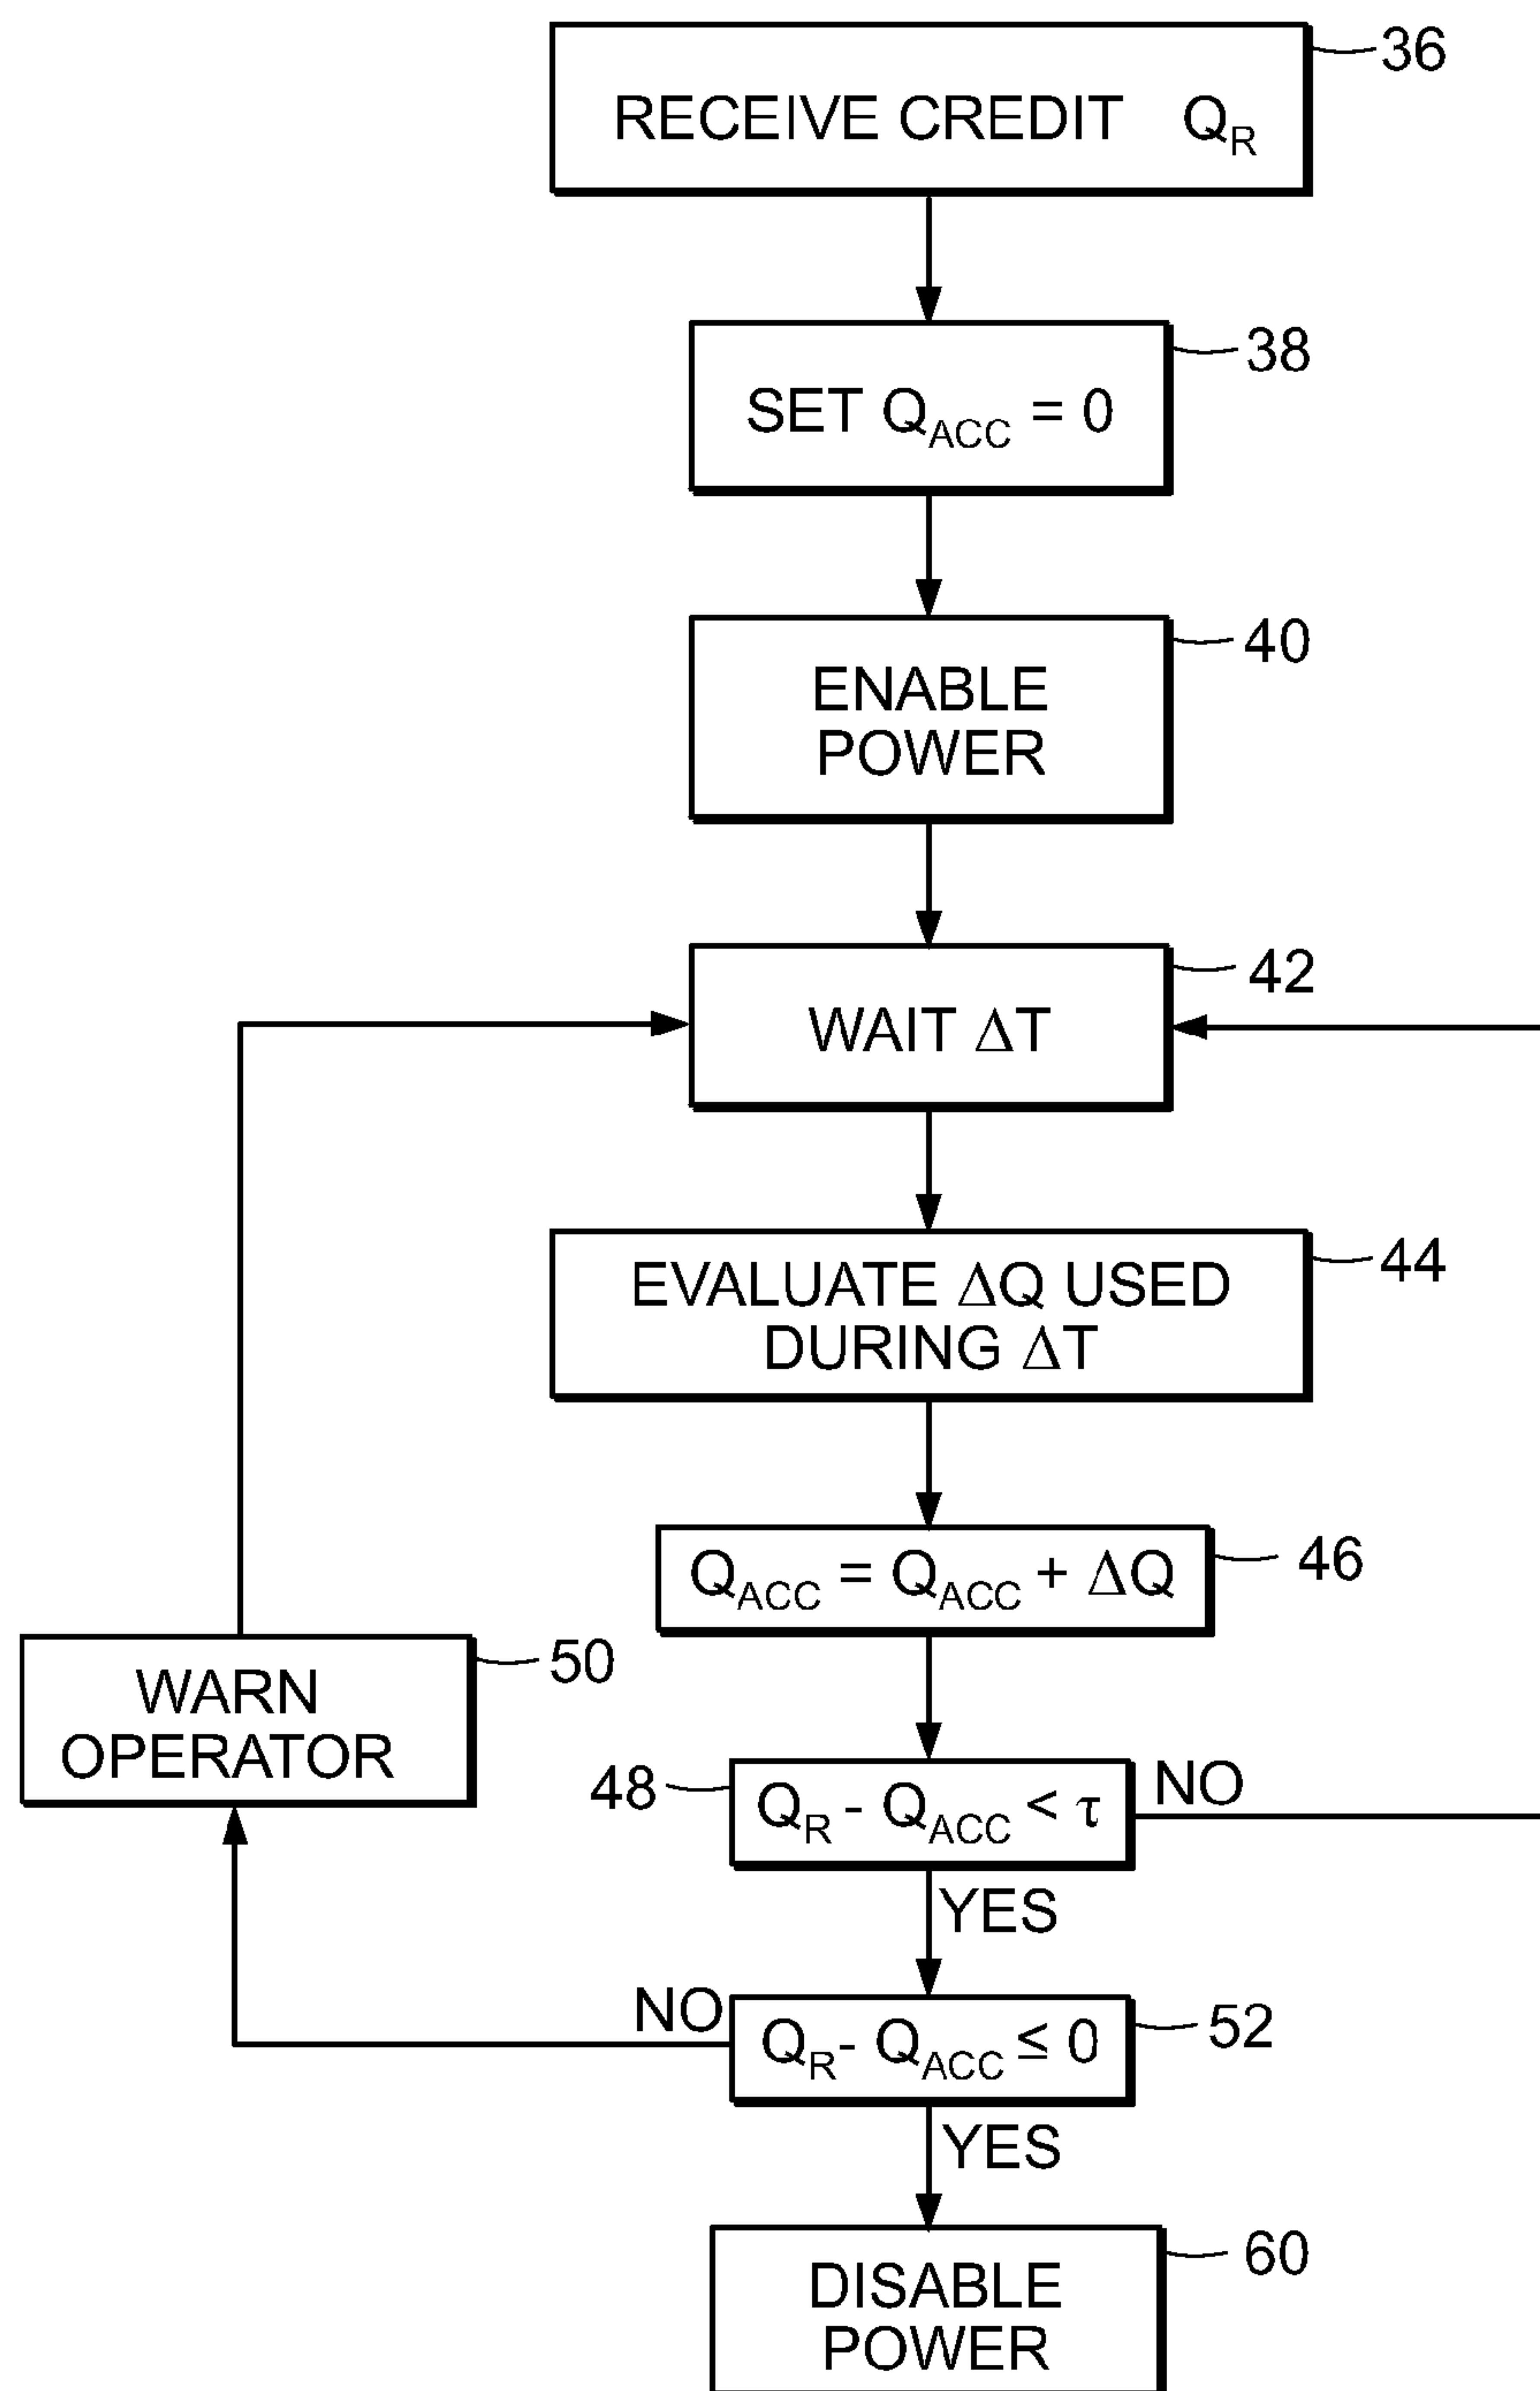 36
RECEIVE CREDIT Q_R
38
SET Q_ACC = 0
40
ENABLE
POWER
42
WAIT ΔT
44
EVALUATE ΔQ USED
DURING ΔT
46
Q_ACC = Q_ACC + ΔQ
50
WARN
OPERATOR
48
Q_R - Q_ACC < τ
NO
YES
NO
52
Q_R - Q_ACC ≤ 0
YES
60
DISABLE
POWER